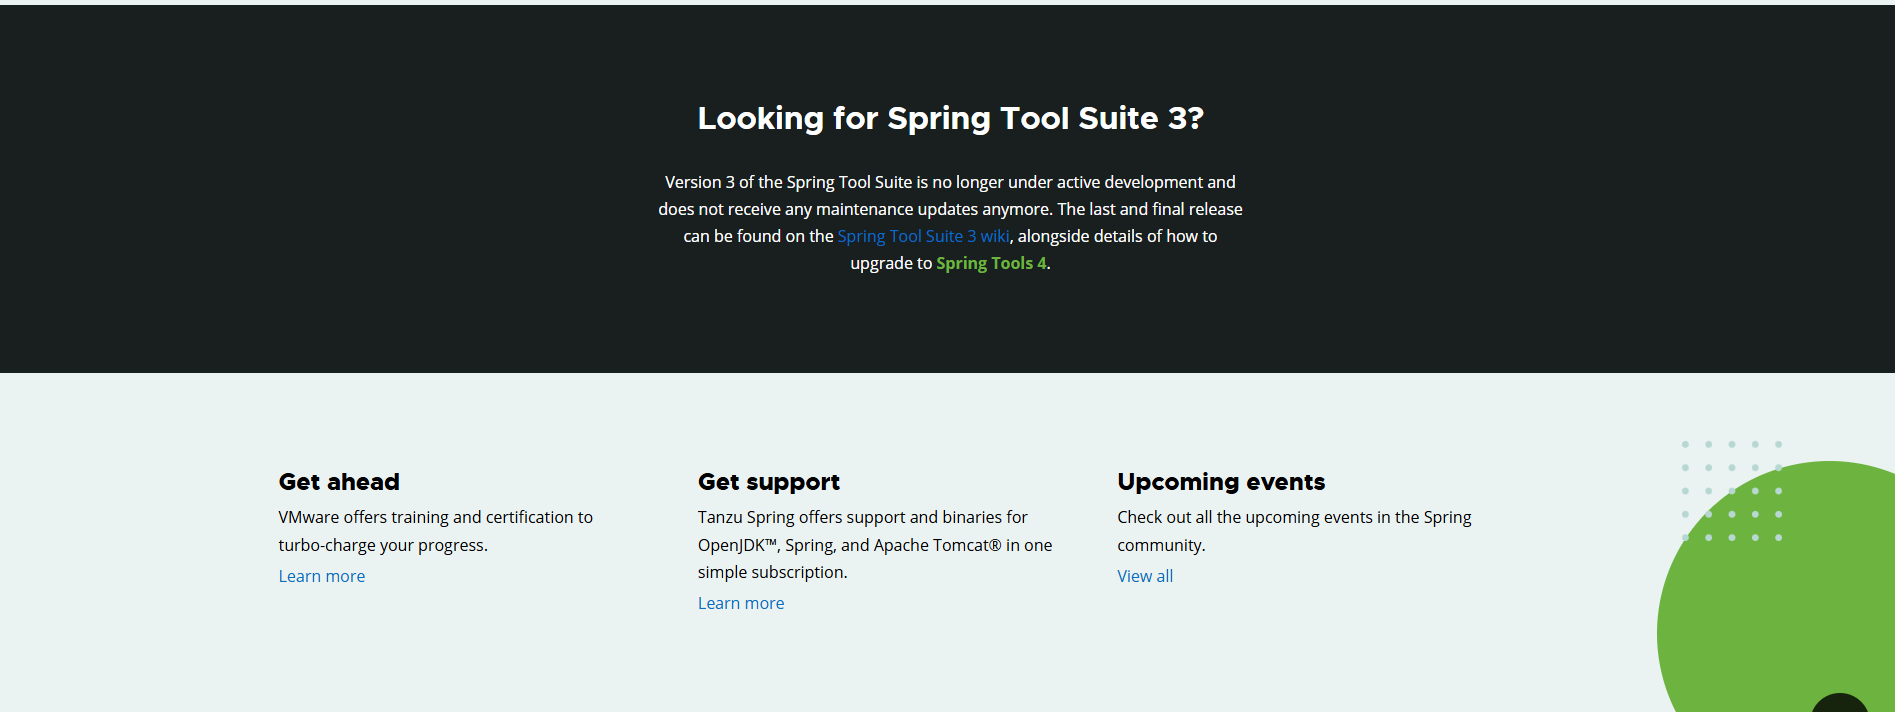 Looking for Spring Tool Suite 3?
Version 3 of the Spring Tool Suite is no longer under active development and
does not receive any maintenance updates anymore. The last and final release
can be found on the Spring Tool Suite 3 wiki, alongside details of how to
upgrade to Spring Tools 4.
Get ahead
VMware offers training and certification to
turbo-charge your progress.
Learn more
Get support
Tanzu Spring offers support and binaries for
OpenJDK™, Spring, and Apache Tomcat® in one
simple subscription.
Learn more
Upcoming events
Check out all the upcoming events in the Spring
community.
View all